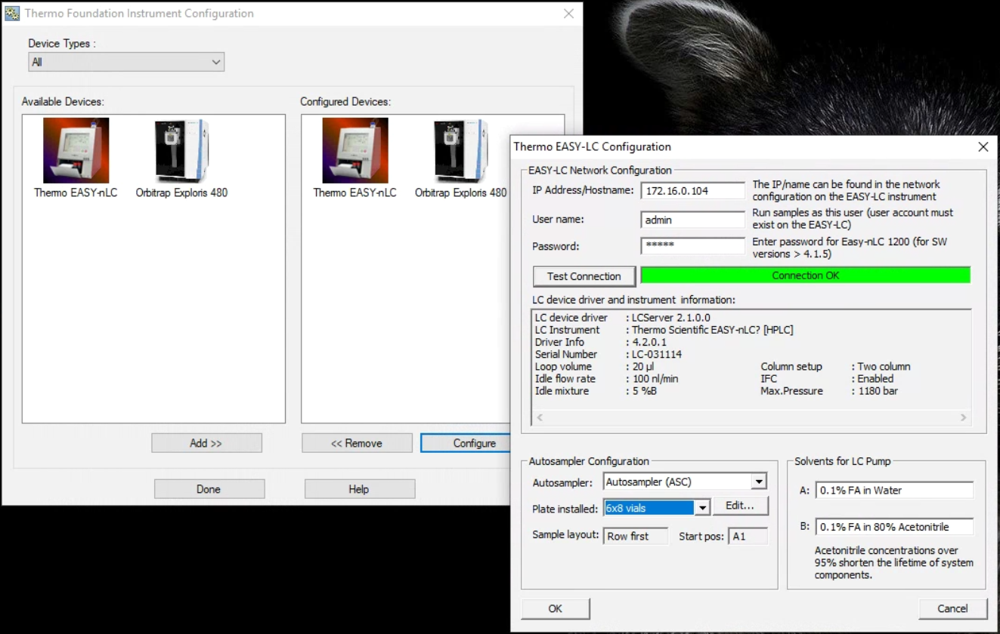 Thermo Foundation Instrument Configuration
Device Types :
All
Available Devices:
Configured Devices:
Thermo EASY-nLC
Orbitrap Exploris 480
Thermo EASY-nLC
Orbitrap Exploris 480
Add >>
<< Remove
Configure
Done
Help
Thermo EASY-LC Configuration
EASY-LC Network Configuration
IP Address/Hostname:
172.16.0.104
The IP/name can be found in the network
configuration on the EASY-LC instrument
User name:
admin
Run samples as this user (user account must
exist on the EASY-LC)
Password:
*****
Enter password for Easy-nLC 1200 (for SW
versions > 4.1.5)
Test Connection
Connection OK
LC device driver and instrument information:
LC device driver : LCServer 2.1.0.0
LC Instrument : Thermo Scientific EASY-nLC? [HPLC]
Driver Info : 4.2.0.1
Serial Number : LC-031114
Loop volume : 20 µl Column setup : Two column
Idle flow rate : 100 nl/min IFC : Enabled
Idle mixture : 5 %B Max.Pressure : 1180 bar
Autosampler Configuration
Autosampler: Autosampler (ASC)
Plate installed: 6x8 vials Edit...
Sample layout: Row first Start pos: A1
Solvents for LC Pump
A: 0.1% FA in Water
B: 0.1% FA in 80% Acetonitrile
Acetonitrile concentrations over
95% shorten the lifetime of system
components.
OK
Cancel